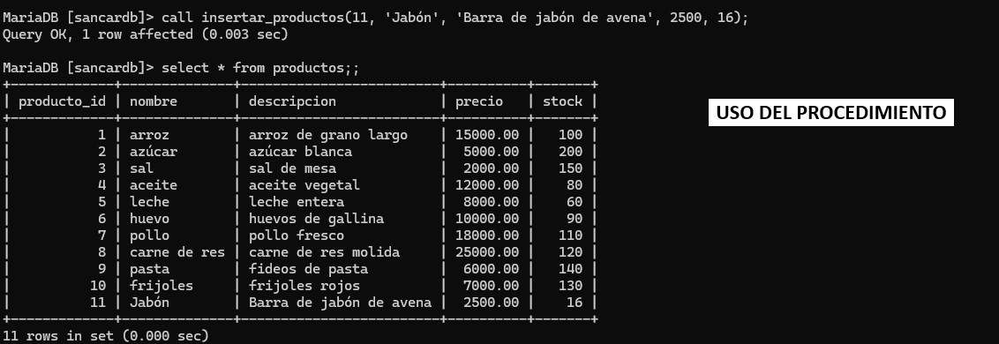 MariaDB [sancardb]> call insertar_productos(11, 'Jabón', 'Barra de jabón de avena', 2500, 16);
Query OK, 1 row affected (0.003 sec)
MariaDB [sancardb]> select * from productos;;
+-------------+--------------+-------------------------+----------+-------+
| producto_id | nombre       | descripcion             | precio   | stock |
+-------------+--------------+-------------------------+----------+-------+
|           1 | arroz        | arroz de grano largo    | 15000.00 |   100 |
|           2 | azúcar       | azúcar blanca           |  5000.00 |   200 |
|           3 | sal          | sal de mesa             |  2000.00 |   150 |
|           4 | aceite       | aceite vegetal          | 12000.00 |    80 |
|           5 | leche        | leche entera            |  8000.00 |    60 |
|           6 | huevo        | huevos de gallina       | 10000.00 |    90 |
|           7 | pollo        | pollo fresco            | 18000.00 |   110 |
|           8 | carne de res | carne de res molida     | 25000.00 |   120 |
|           9 | pasta        | fideos de pasta         |  6000.00 |   140 |
|          10 | frijoles     | frijoles rojos          |  7000.00 |   130 |
|          11 | Jabón        | Barra de jabón de avena |  2500.00 |    16 |
+-------------+--------------+-------------------------+----------+-------+
11 rows in set (0.000 sec)
USO DEL PROCEDIMIENTO